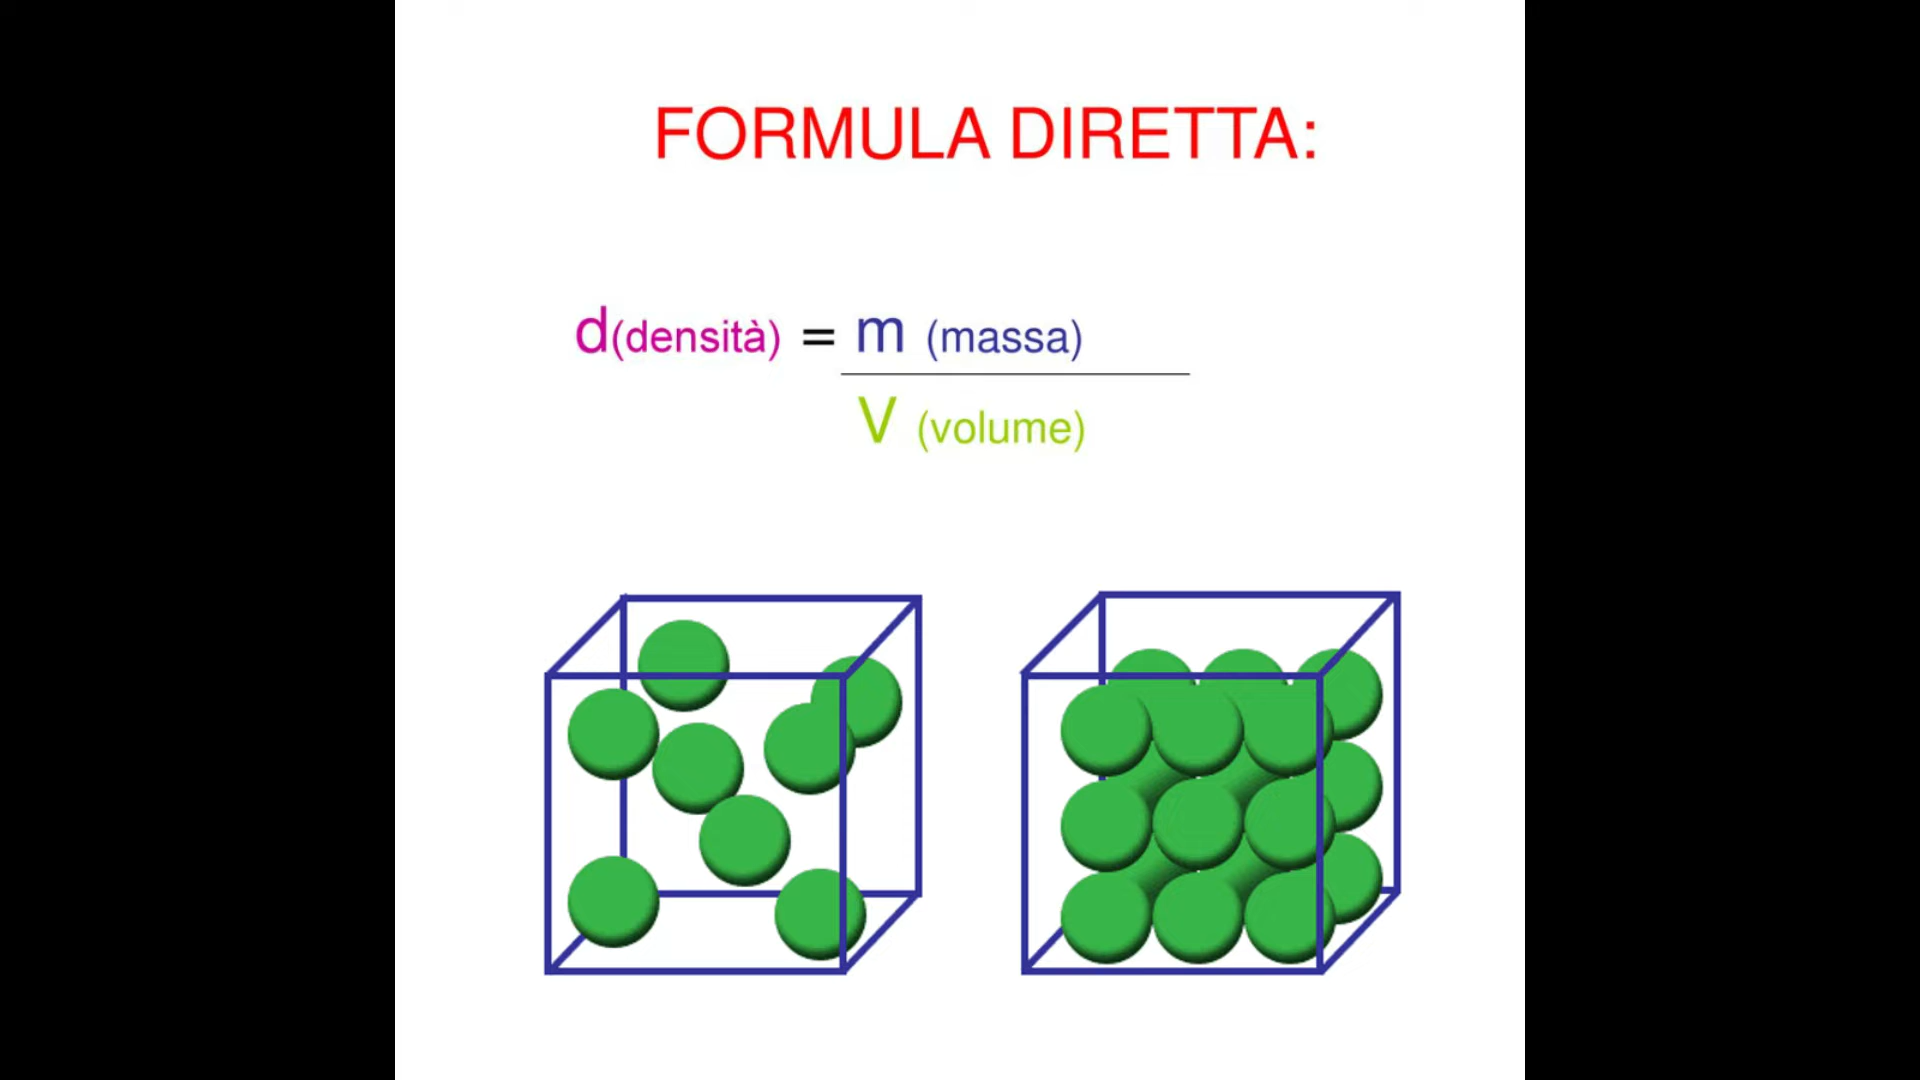 FORMULA DIRETTA:
d(densità) = m (massa)
V (volume)